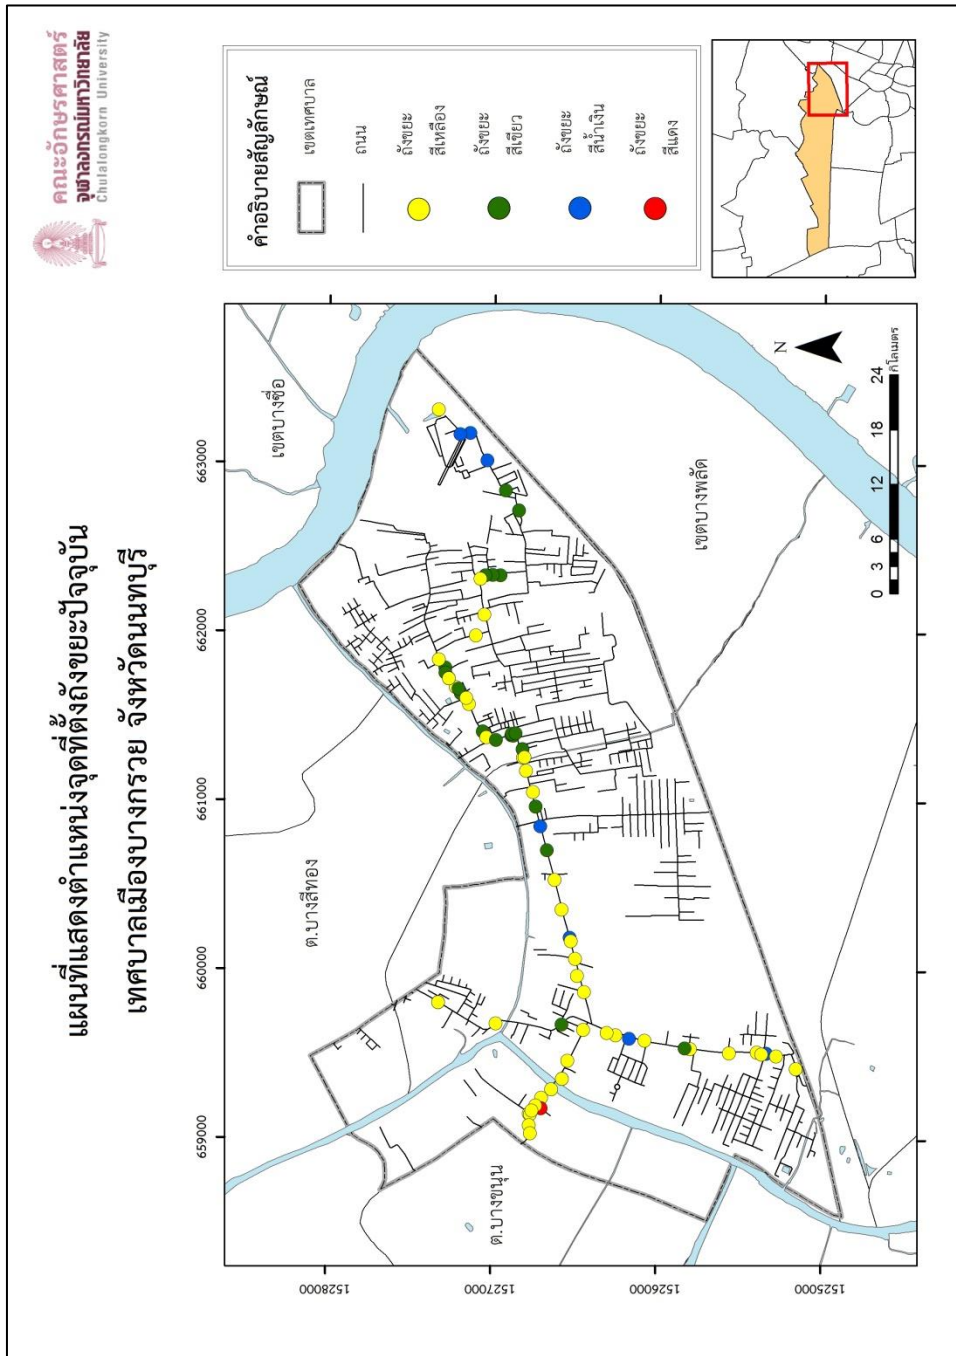 แผนที่แสดงตำแหน่งจุดที่ตั้งถังขยะปัจจุบัน
เทศบาลเมืองบางกรวย จังหวัดนนทบุรี
คณะอักษรศาสตร์
จุฬาลงกรณ์มหาวิทยาลัย
Chulalongkorn University
คำอธิบายสัญลักษณ์
เขตเทศบาล
ถนน
ถังขยะ
สีเหลือง
ถังขยะ
สีเขียว
ถังขยะ
สีน้ำเงิน
ถังขยะ
สีแดง
659000
660000
661000
662000
663000
1528000
1527000
1526000
1525000
ต.บางสีทอง
เขตบางซื่อ
ต.บางขนุน
เขตบางพลัด
N
0 3 6 12 18 24
กิโลเมตร